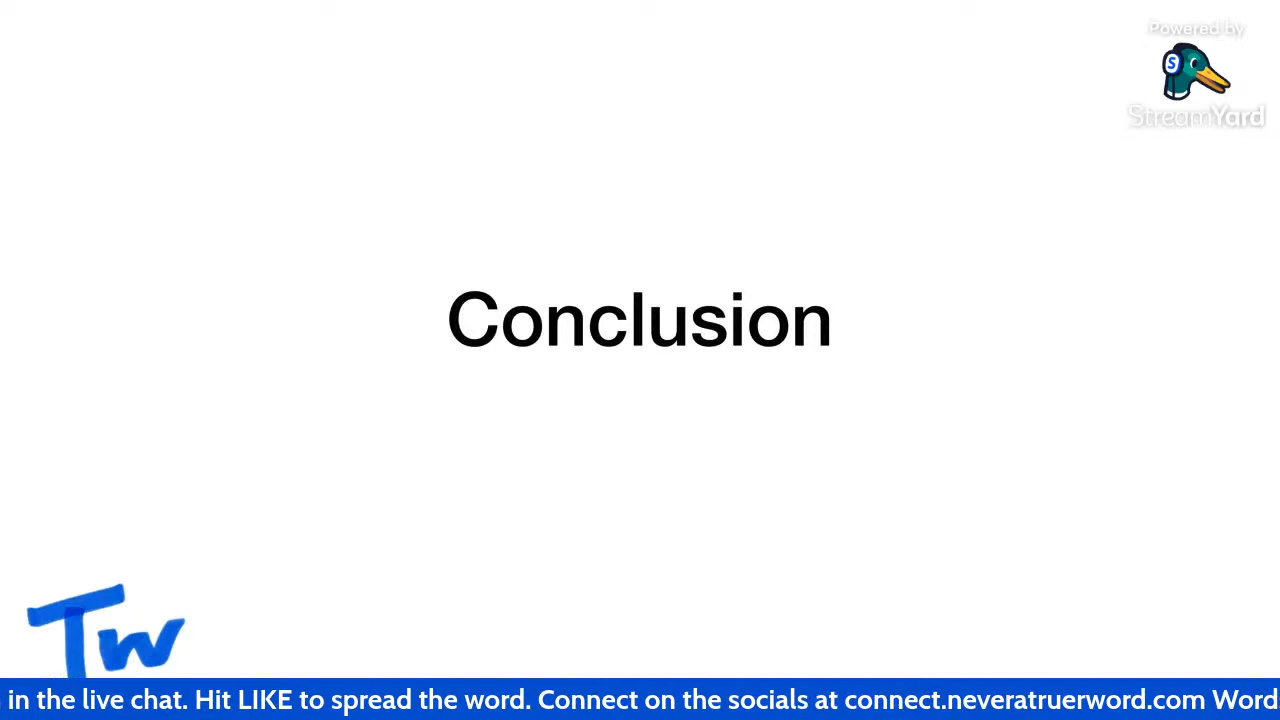 Powered by
S
StreamYard
Conclusion
Tw
in the live chat. Hit LIKE to spread the word. Connect on the socials at connect.neveratruerword.com Word